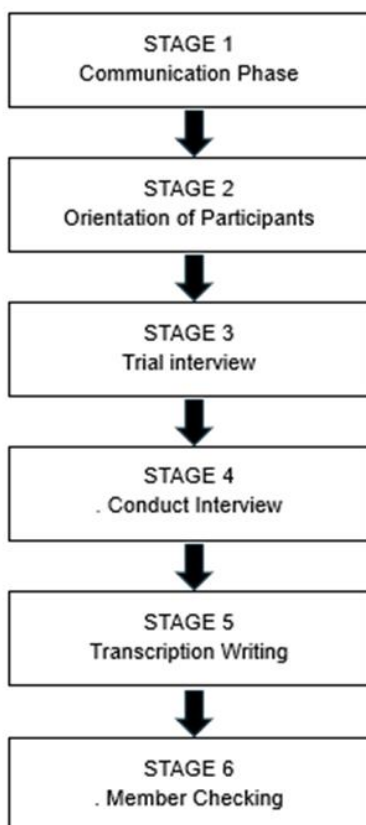 STAGE 1
Communication Phase
STAGE 2
Orientation of Participants
STAGE 3
Trial interview
STAGE 4
. Conduct Interview
STAGE 5
Transcription Writing
STAGE 6
. Member Checking